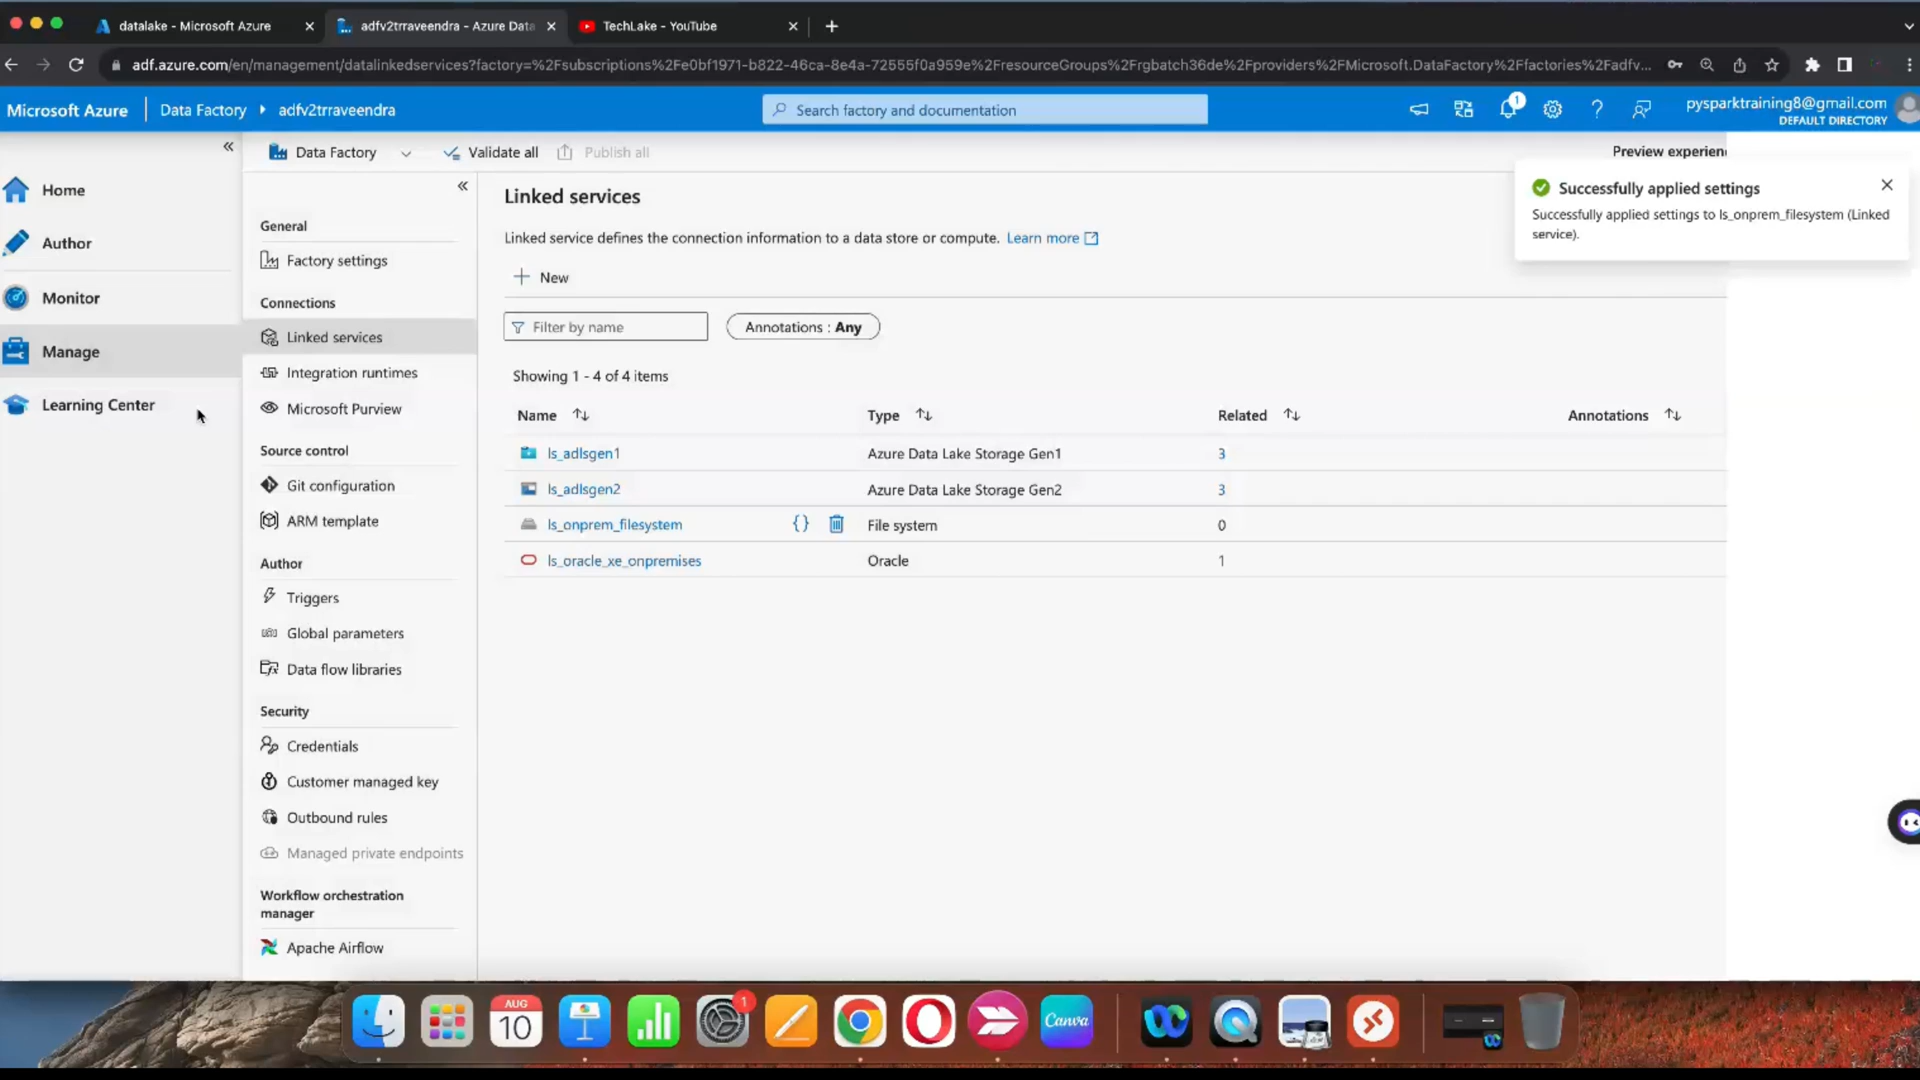 datalake - Microsoft Azure
adfv2trraveendra - Azure Data
TechLake - YouTube
adf.azure.com/en/management/datalinkedservices?factory=%2Fsubscriptions%2Fe0bf1971-b822-46ca-8e4a-72555f0a959e%2FresourceGroups%2Frgbatch36de%2Fproviders%2FMicrosoft.DataFactory%2Ffactories%2Fadfv...
Microsoft Azure
Data Factory
adfv2trraveendra
Search factory and documentation
1
pysparktraining8@gmail.com
DEFAULT DIRECTORY
Home
Author
Monitor
Manage
Learning Center
Data Factory
Validate all
Publish all
Preview experien
Successfully applied settings
Successfully applied settings to ls_onprem_filesystem (Linked
service).
General
Factory settings
Connections
Linked services
Integration runtimes
Microsoft Purview
Source control
Git configuration
ARM template
Author
Triggers
Global parameters
Data flow libraries
Security
Credentials
Customer managed key
Outbound rules
Managed private endpoints
Workflow orchestration
manager
Apache Airflow
Linked services
Linked service defines the connection information to a data store or compute. Learn more
New
Filter by name
Annotations : Any
Showing 1 - 4 of 4 items
Name Type Related Annotations
ls_adlsgen1 Azure Data Lake Storage Gen1 3
ls_adlsgen2 Azure Data Lake Storage Gen2 3
ls_onprem_filesystem {} File system 0
ls_oracle_xe_onpremises Oracle 1
AUG
10
1
Canva